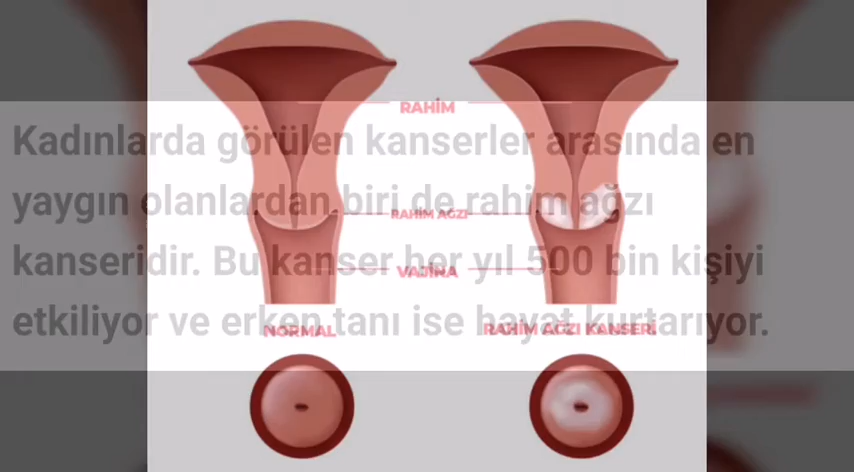 RAHİM
Kadınlarda görülen kanserler arasında en
yaygın olanlardan biri de rahim ağzı
RAHİM AĞZI
kanseridir. Bu kanser her yıl 500 bin kişiyi
VAJİNA
etkiliyor ve erken tanı ise hayat kurtarıyor.
NORMAL
RAHİM AĞZI KANSERİ